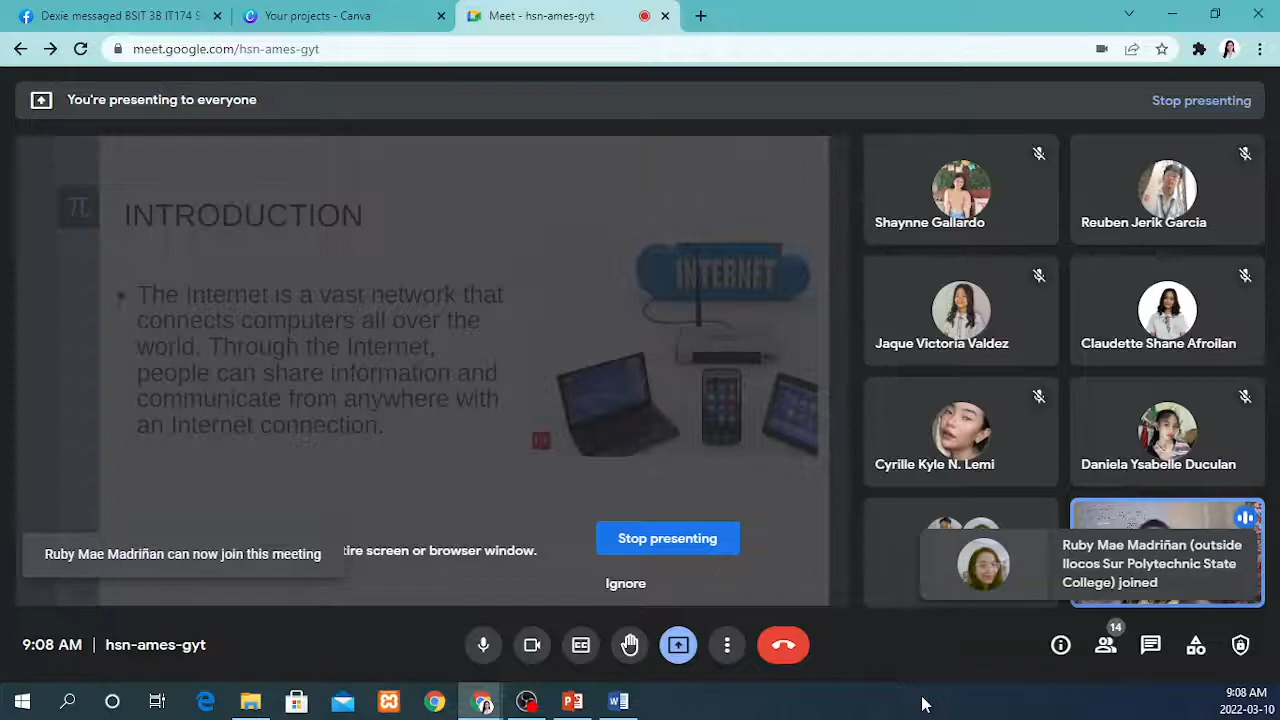 Dexie messaged BSIT 3B IT174 S
Your projects - Canva
Meet - hsn-ames-gyt
meet.google.com/hsn-ames-gyt
You're presenting to everyone
Stop presenting
π
INTRODUCTION
• The Internet is a vast network that
connects computers all over the
world. Through the Internet,
people can share information and
communicate from anywhere with
an Internet connection.
INTERNET
Shaynne Gallardo
Reuben Jerik Garcia
Jaque Victoria Valdez
Claudette Shane Afroilan
Cyrille Kyle N. Lemi
Daniela Ysabelle Duculan
Stop presenting
Ruby Mae Madriñan can now join this meeting
tire screen or browser window.
Ignore
Ruby Mae Madriñan (outside
Ilocos Sur Polytechnic State
College) joined
9:08 AM | hsn-ames-gyt
14
9:08 AM
2022-03-10